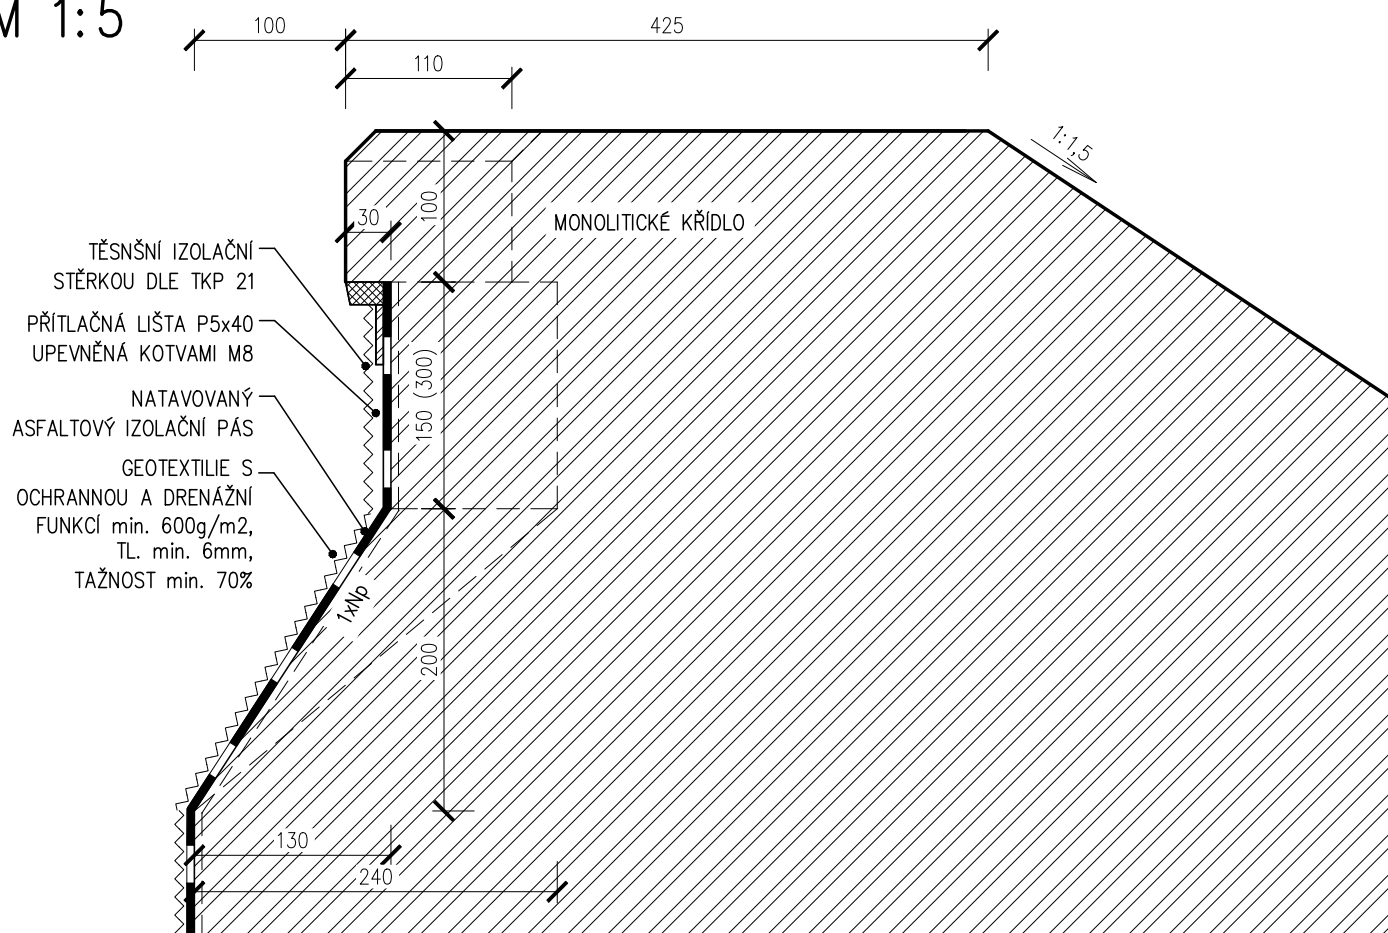 M 1:5
100
425
110
1:1,5
100
30
MONOLITICKÉ KŘÍDLO
TĚSNŠNÍ IZOLAČNÍ
STĚRKOU DLE TKP 21
PŘÍTLAČNÁ LIŠTA P5x40
UPEVNĚNÁ KOTVAMI M8
150 (300)
NATAVOVANÝ
ASFALTOVÝ IZOLAČNÍ PÁS
GEOTEXTILIE S
OCHRANNOU A DRENÁŽNÍ
FUNKCÍ min. 600g/m2,
TL. min. 6mm,
TAŽNOST min. 70%
1xNp
200
130
240